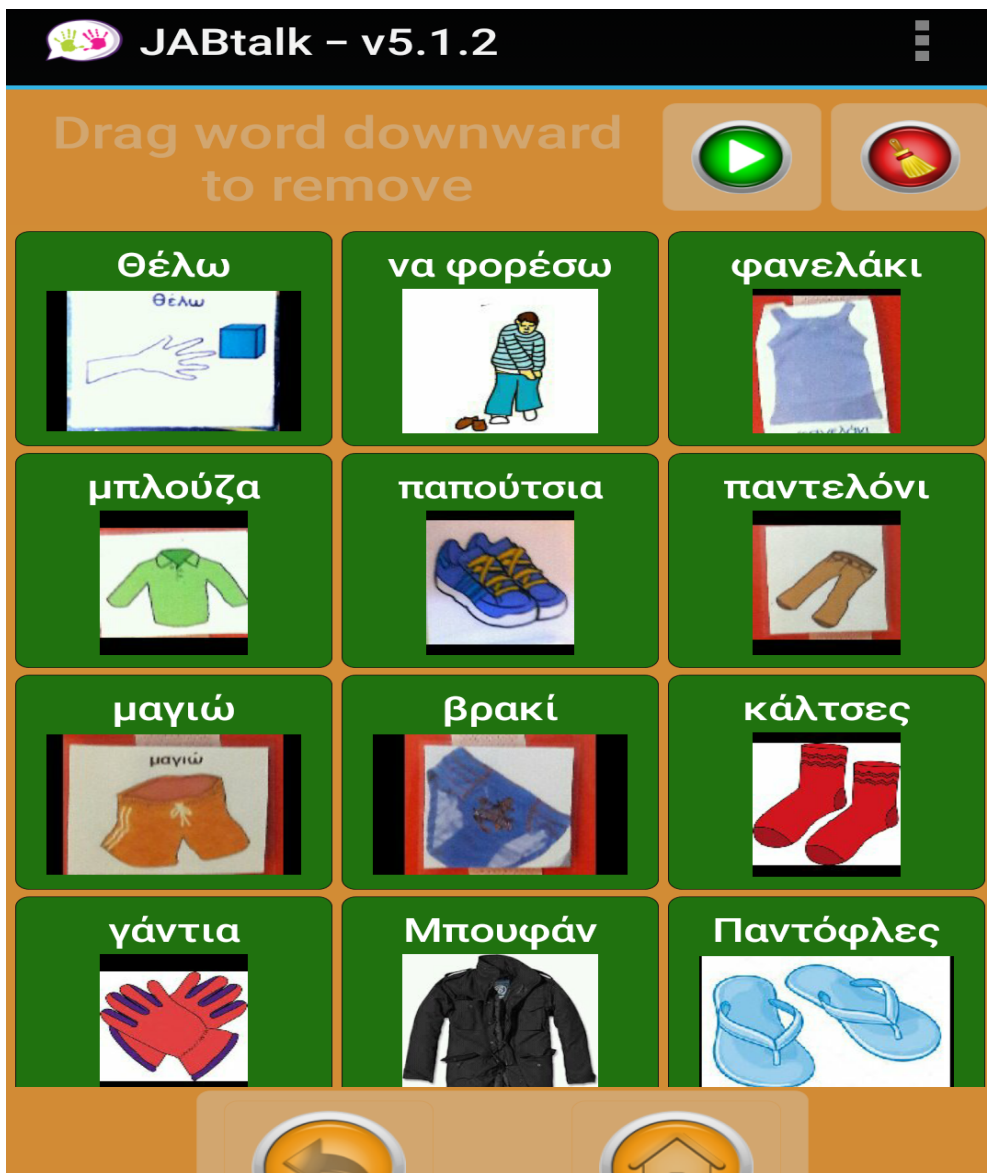 JABtalk – v5.1.2
Drag word downward
to remove
Θέλω
θέλω
να φορέσω
φανελάκι
φανελάκι
μπλούζα
παπούτσια
παντελόνι
μαγιώ
μαγιώ
βρακί
κάλτσες
γάντια
Μπουφάν
Παντόφλες